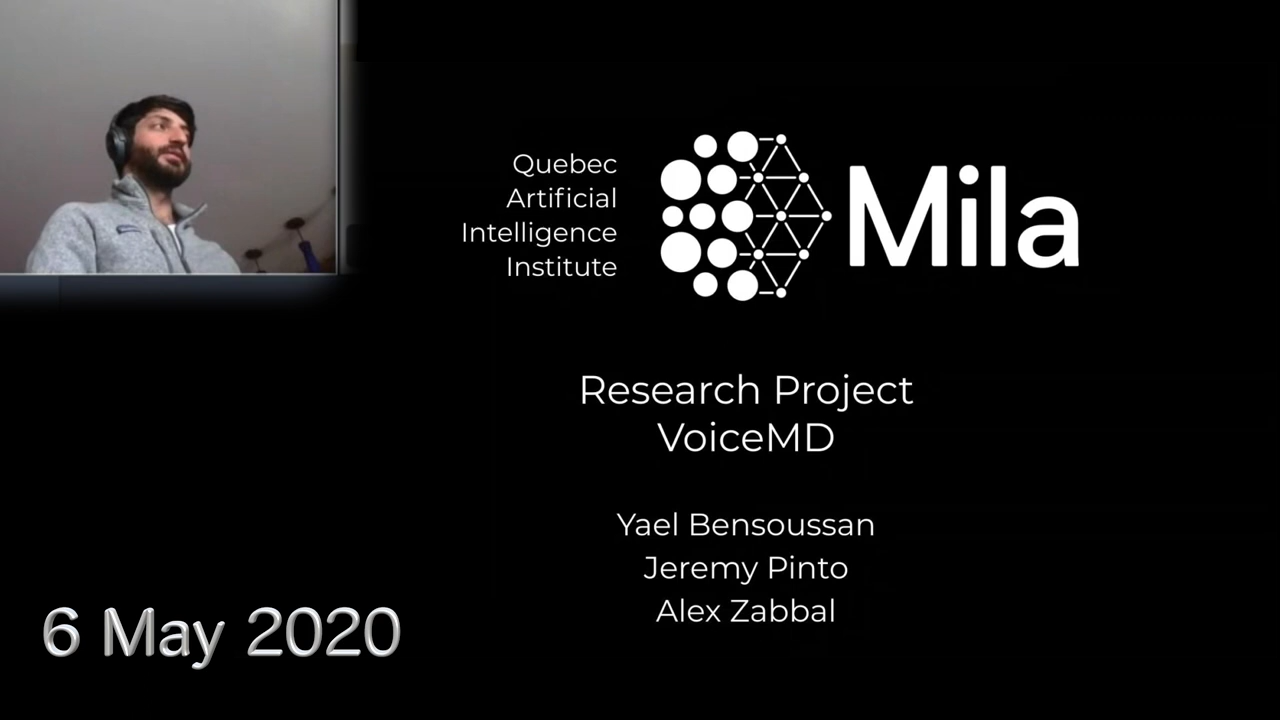 Quebec
Artificial
Intelligence
Institute
Mila
Research Project
VoiceMD
Yael Bensoussan
Jeremy Pinto
Alex Zabbal
6 May 2020